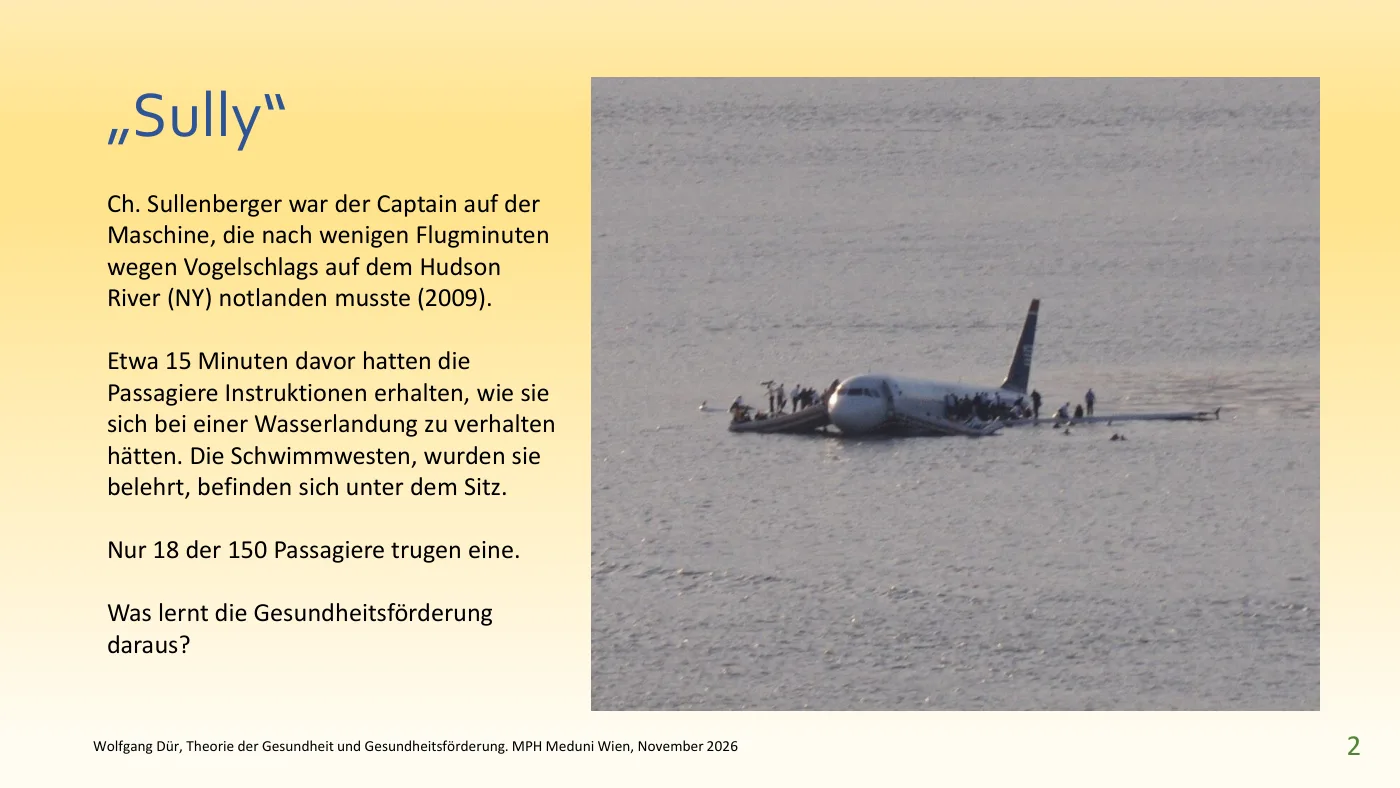 „Sully“
Ch. Sullenberger war der Captain auf der
Maschine, die nach wenigen Flugminuten
wegen Vogelschlags auf dem Hudson
River (NY) notlanden musste (2009).
Etwa 15 Minuten davor hatten die
Passagiere Instruktionen erhalten, wie sie
sich bei einer Wasserlandung zu verhalten
hätten. Die Schwimmwesten, wurden sie
belehrt, befinden sich unter dem Sitz.
Nur 18 der 150 Passagiere trugen eine.
Was lernt die Gesundheitsförderung
daraus?
Wolfgang Dür, Theorie der Gesundheit und Gesundheitsförderung. MPH Meduni Wien, November 2026
2